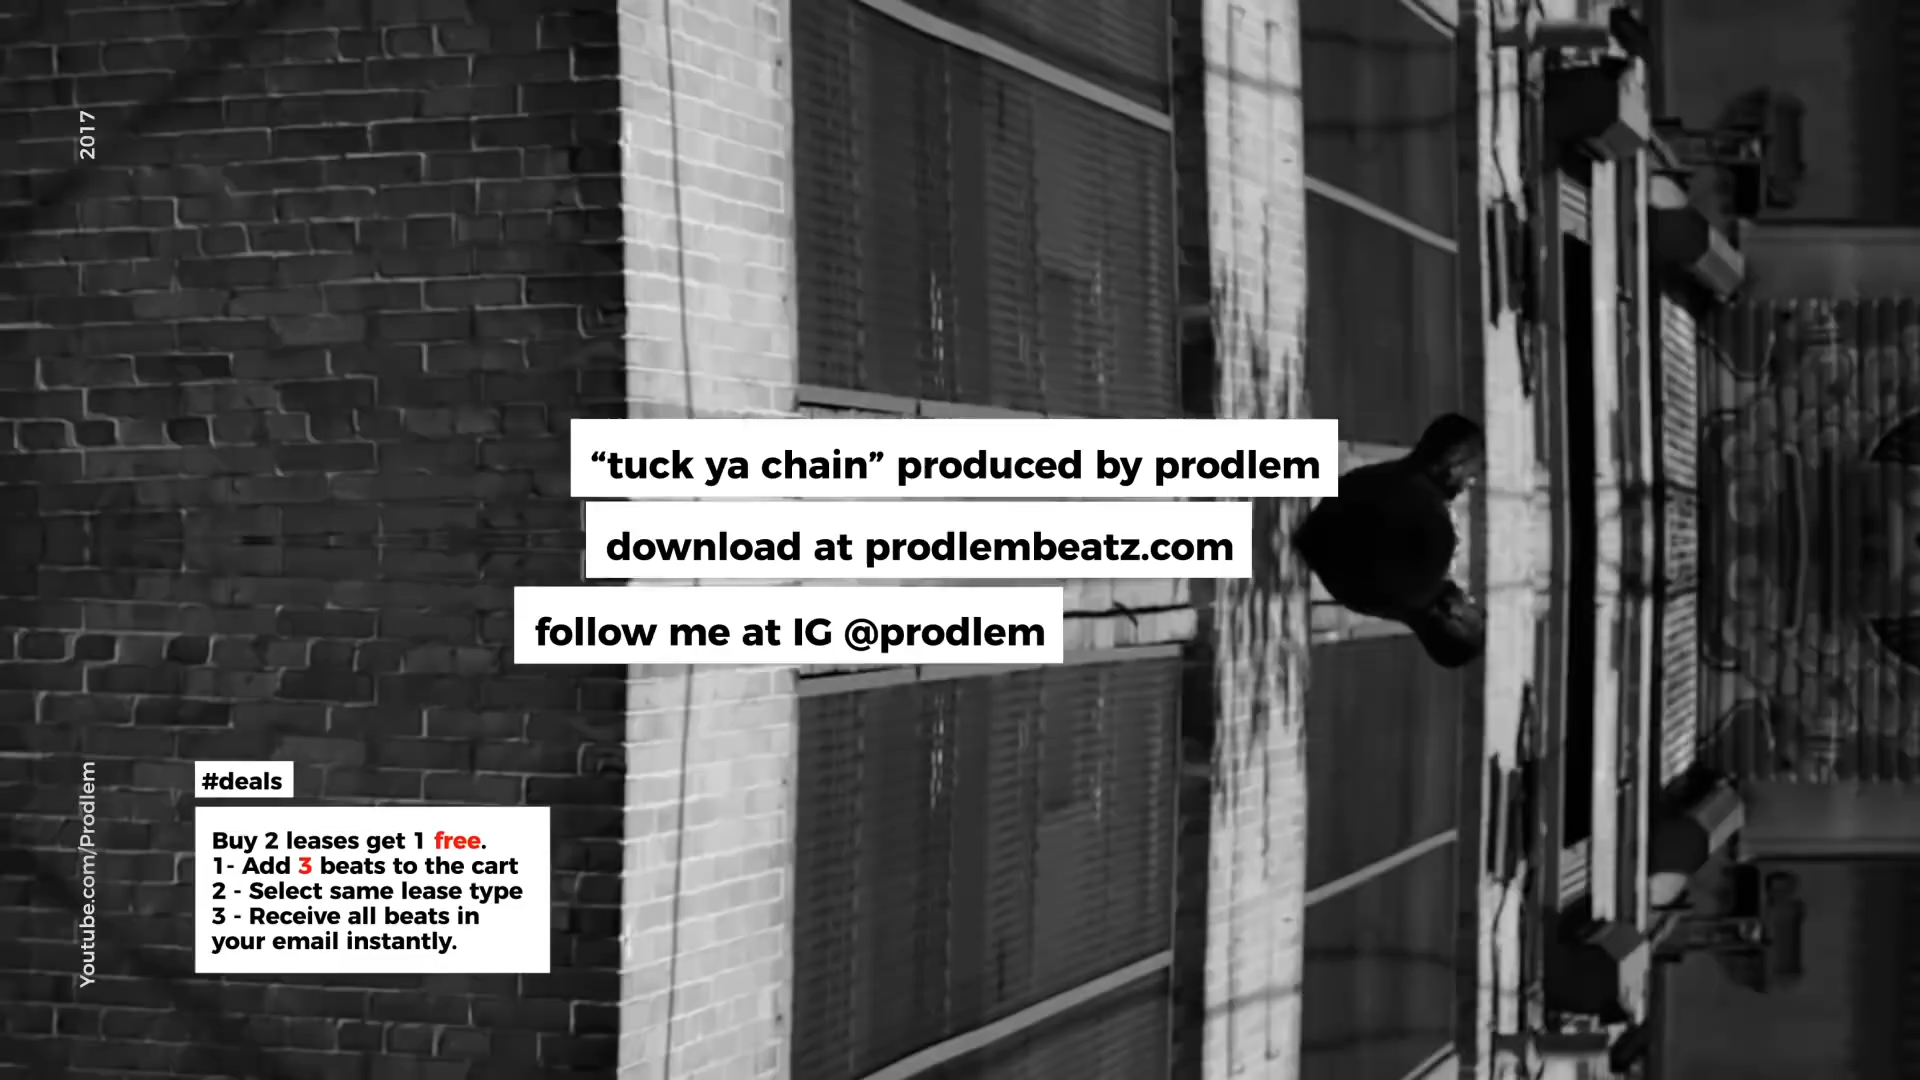 2017
“tuck ya chain” produced by prodlem
download at prodlembeatz.com
follow me at IG @prodlem
Youtube.com/Prodlem
#deals
Buy 2 leases get 1 free.
1- Add 3 beats to the cart
2 - Select same lease type
3 - Receive all beats in
your email instantly.